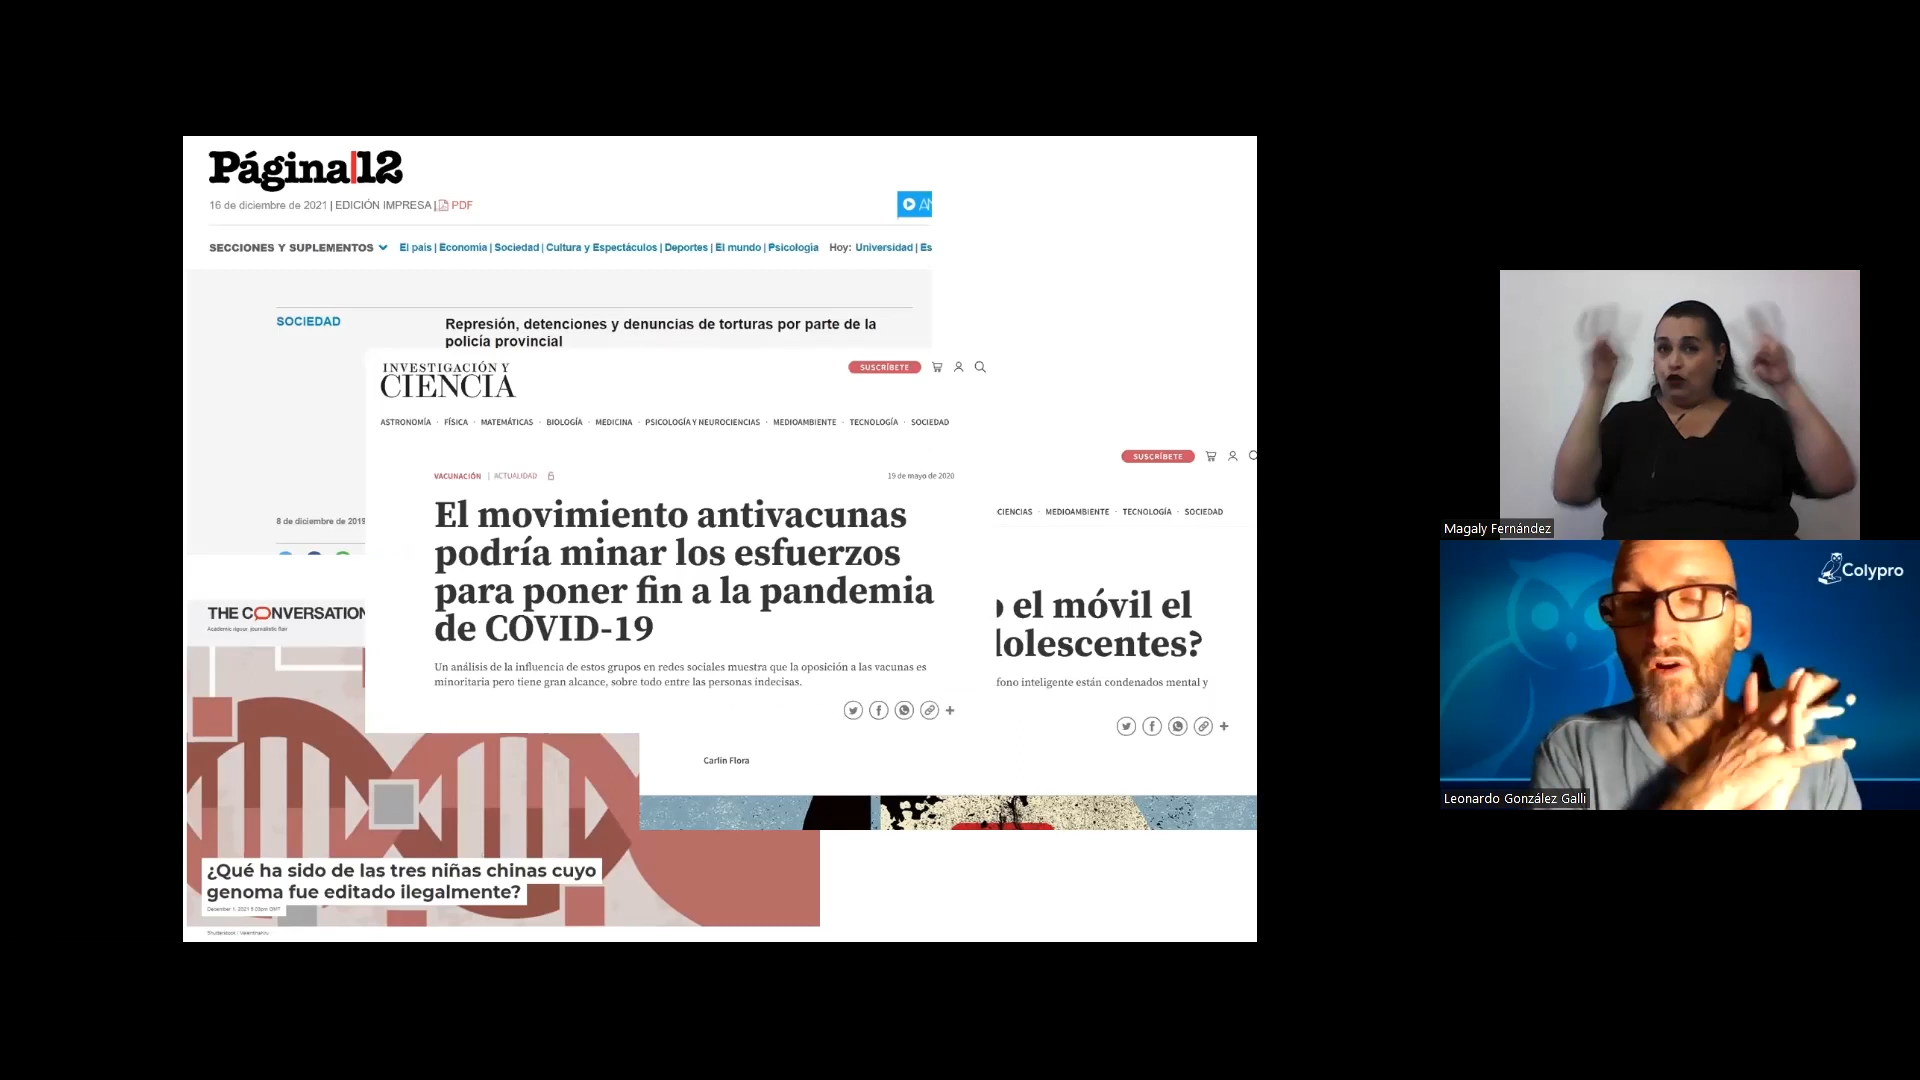 Página|12
16 de diciembre de 2021 | EDICIÓN IMPRESA | PDF
SECCIONES Y SUPLEMENTOS El país | Economía | Sociedad | Cultura y Espectáculos | Deportes | El mundo | Psicología Hoy: Universidad | Es
SOCIEDAD
Represión, detenciones y denuncias de torturas por parte de la
policía provincial
8 de diciembre de 2019
INVESTIGACIÓN Y
CIENCIA
SUSCRÍBETE
ASTRONOMÍA · FÍSICA · MATEMÁTICAS · BIOLOGÍA · MEDICINA · PSICOLOGÍA Y NEUROCIENCIAS · MEDIOAMBIENTE · TECNOLOGÍA · SOCIEDAD
VACUNACIÓN | ACTUALIDAD
19 de mayo de 2020
El movimiento antivacunas
podría minar los esfuerzos
para poner fin a la pandemia
de COVID-19
Un análisis de la influencia de estos grupos en redes sociales muestra que la oposición a las vacunas es
minoritaria pero tiene gran alcance, sobre todo entre las personas indecisas.
SUSCRÍBETE
CIENCIAS · MEDIOAMBIENTE · TECNOLOGÍA · SOCIEDAD
el móvil el
dolescentes?
fono inteligente están condenados mental y
Carlin Flora
THE CONVERSATION
Academic rigour, journalistic flair
¿Qué ha sido de las tres niñas chinas cuyo
genoma fue editado ilegalmente?
Magaly Fernández
Colypro
Leonardo González Galli